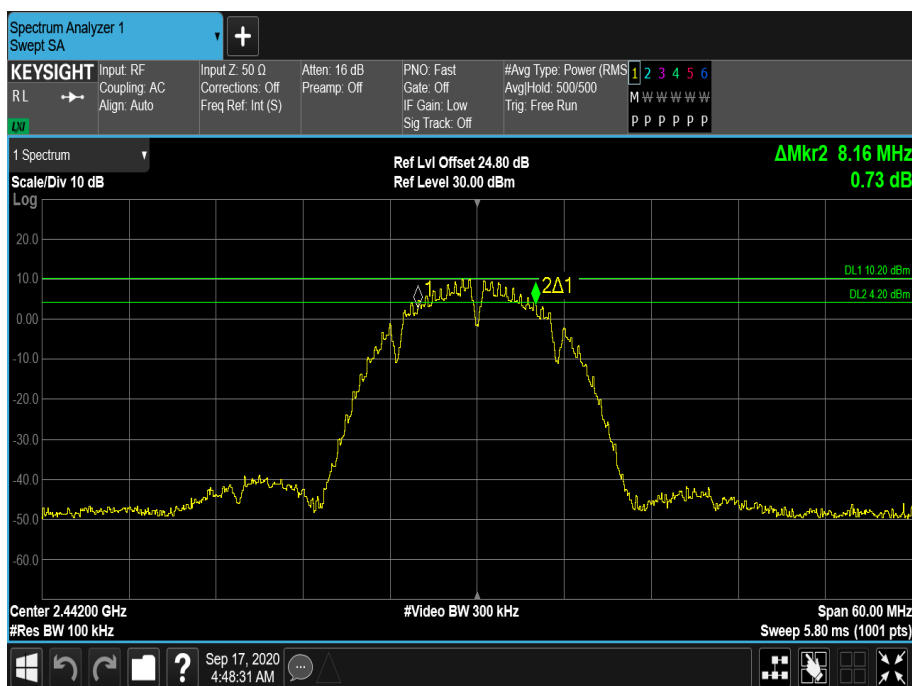 Spectrum Analyzer 1
Swept SA
+
KEYSIGHT Input: RF Input Z: 50 Ω Atten: 16 dB PNO: Fast #Avg Type: Power (RMS 1 2 3 4 5 6
R L Coupling: AC Corrections: Off Preamp: Off Gate: Off Avg|Hold: 500/500 M W W W W W
Align: Auto Freq Ref: Int (S) IF Gain: Low Trig: Free Run
LXI Sig Track: Off P P P P P P
1 Spectrum Ref Lvl Offset 24.80 dB ΔMkr2 8.16 MHz
Scale/Div 10 dB Ref Level 30.00 dBm 0.73 dB
Log
20.0
10.0 DL1 10.20 dBm
1 2Δ1
DL2 4.20 dBm
0.00
-10.0
-20.0
-30.0
-40.0
-50.0
-60.0
Center 2.44200 GHz #Video BW 300 kHz Span 60.00 MHz
#Res BW 100 kHz Sweep 5.80 ms (1001 pts)
? Sep 17, 2020
4:48:31 AM